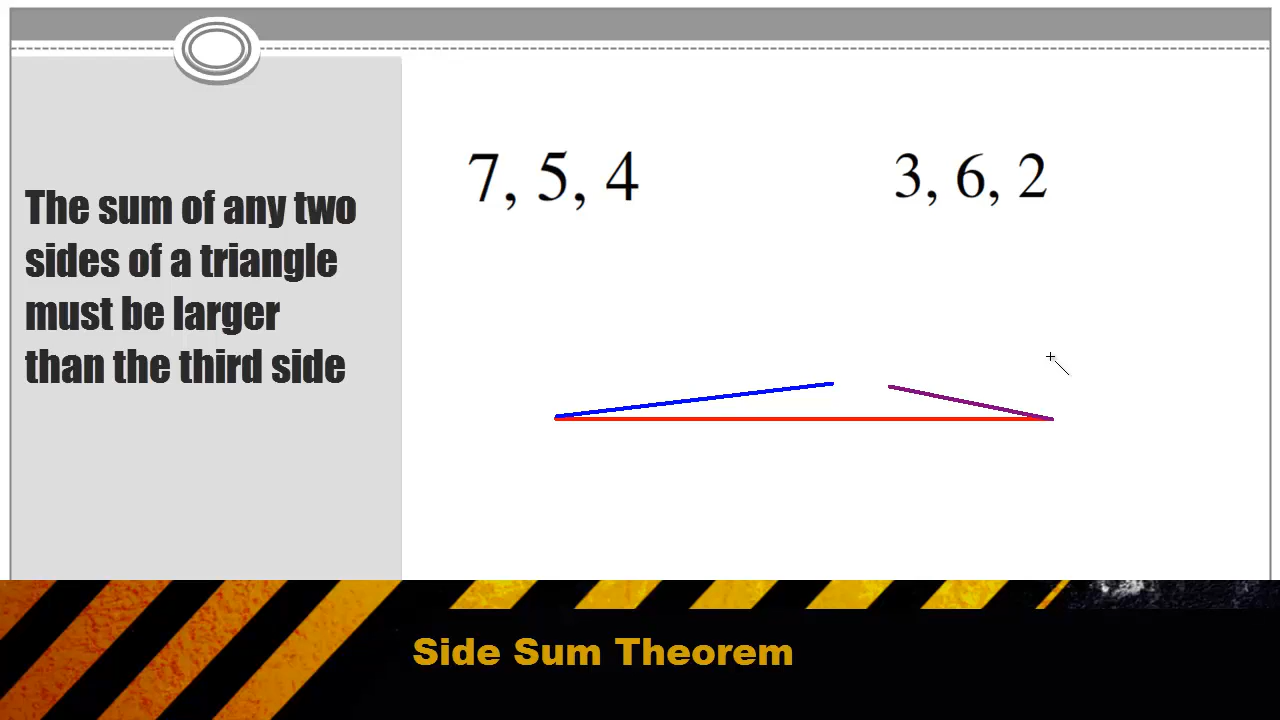 The sum of any two
sides of a triangle
must be larger
than the third side
7, 5, 4
3, 6, 2
Side Sum Theorem